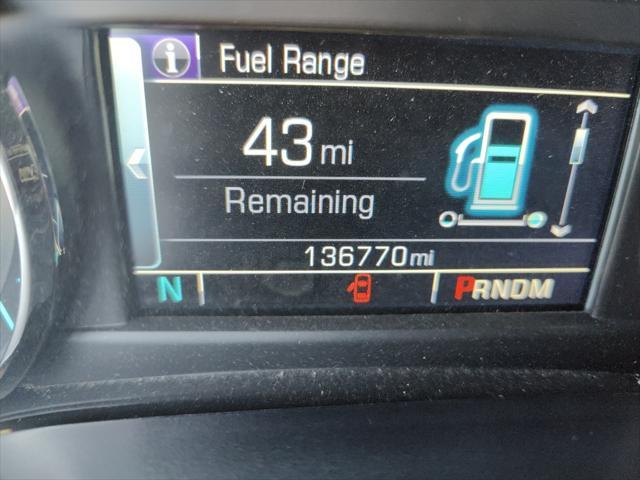 i Fuel Range
43 mi
Remaining
136770mi
N PRNDM